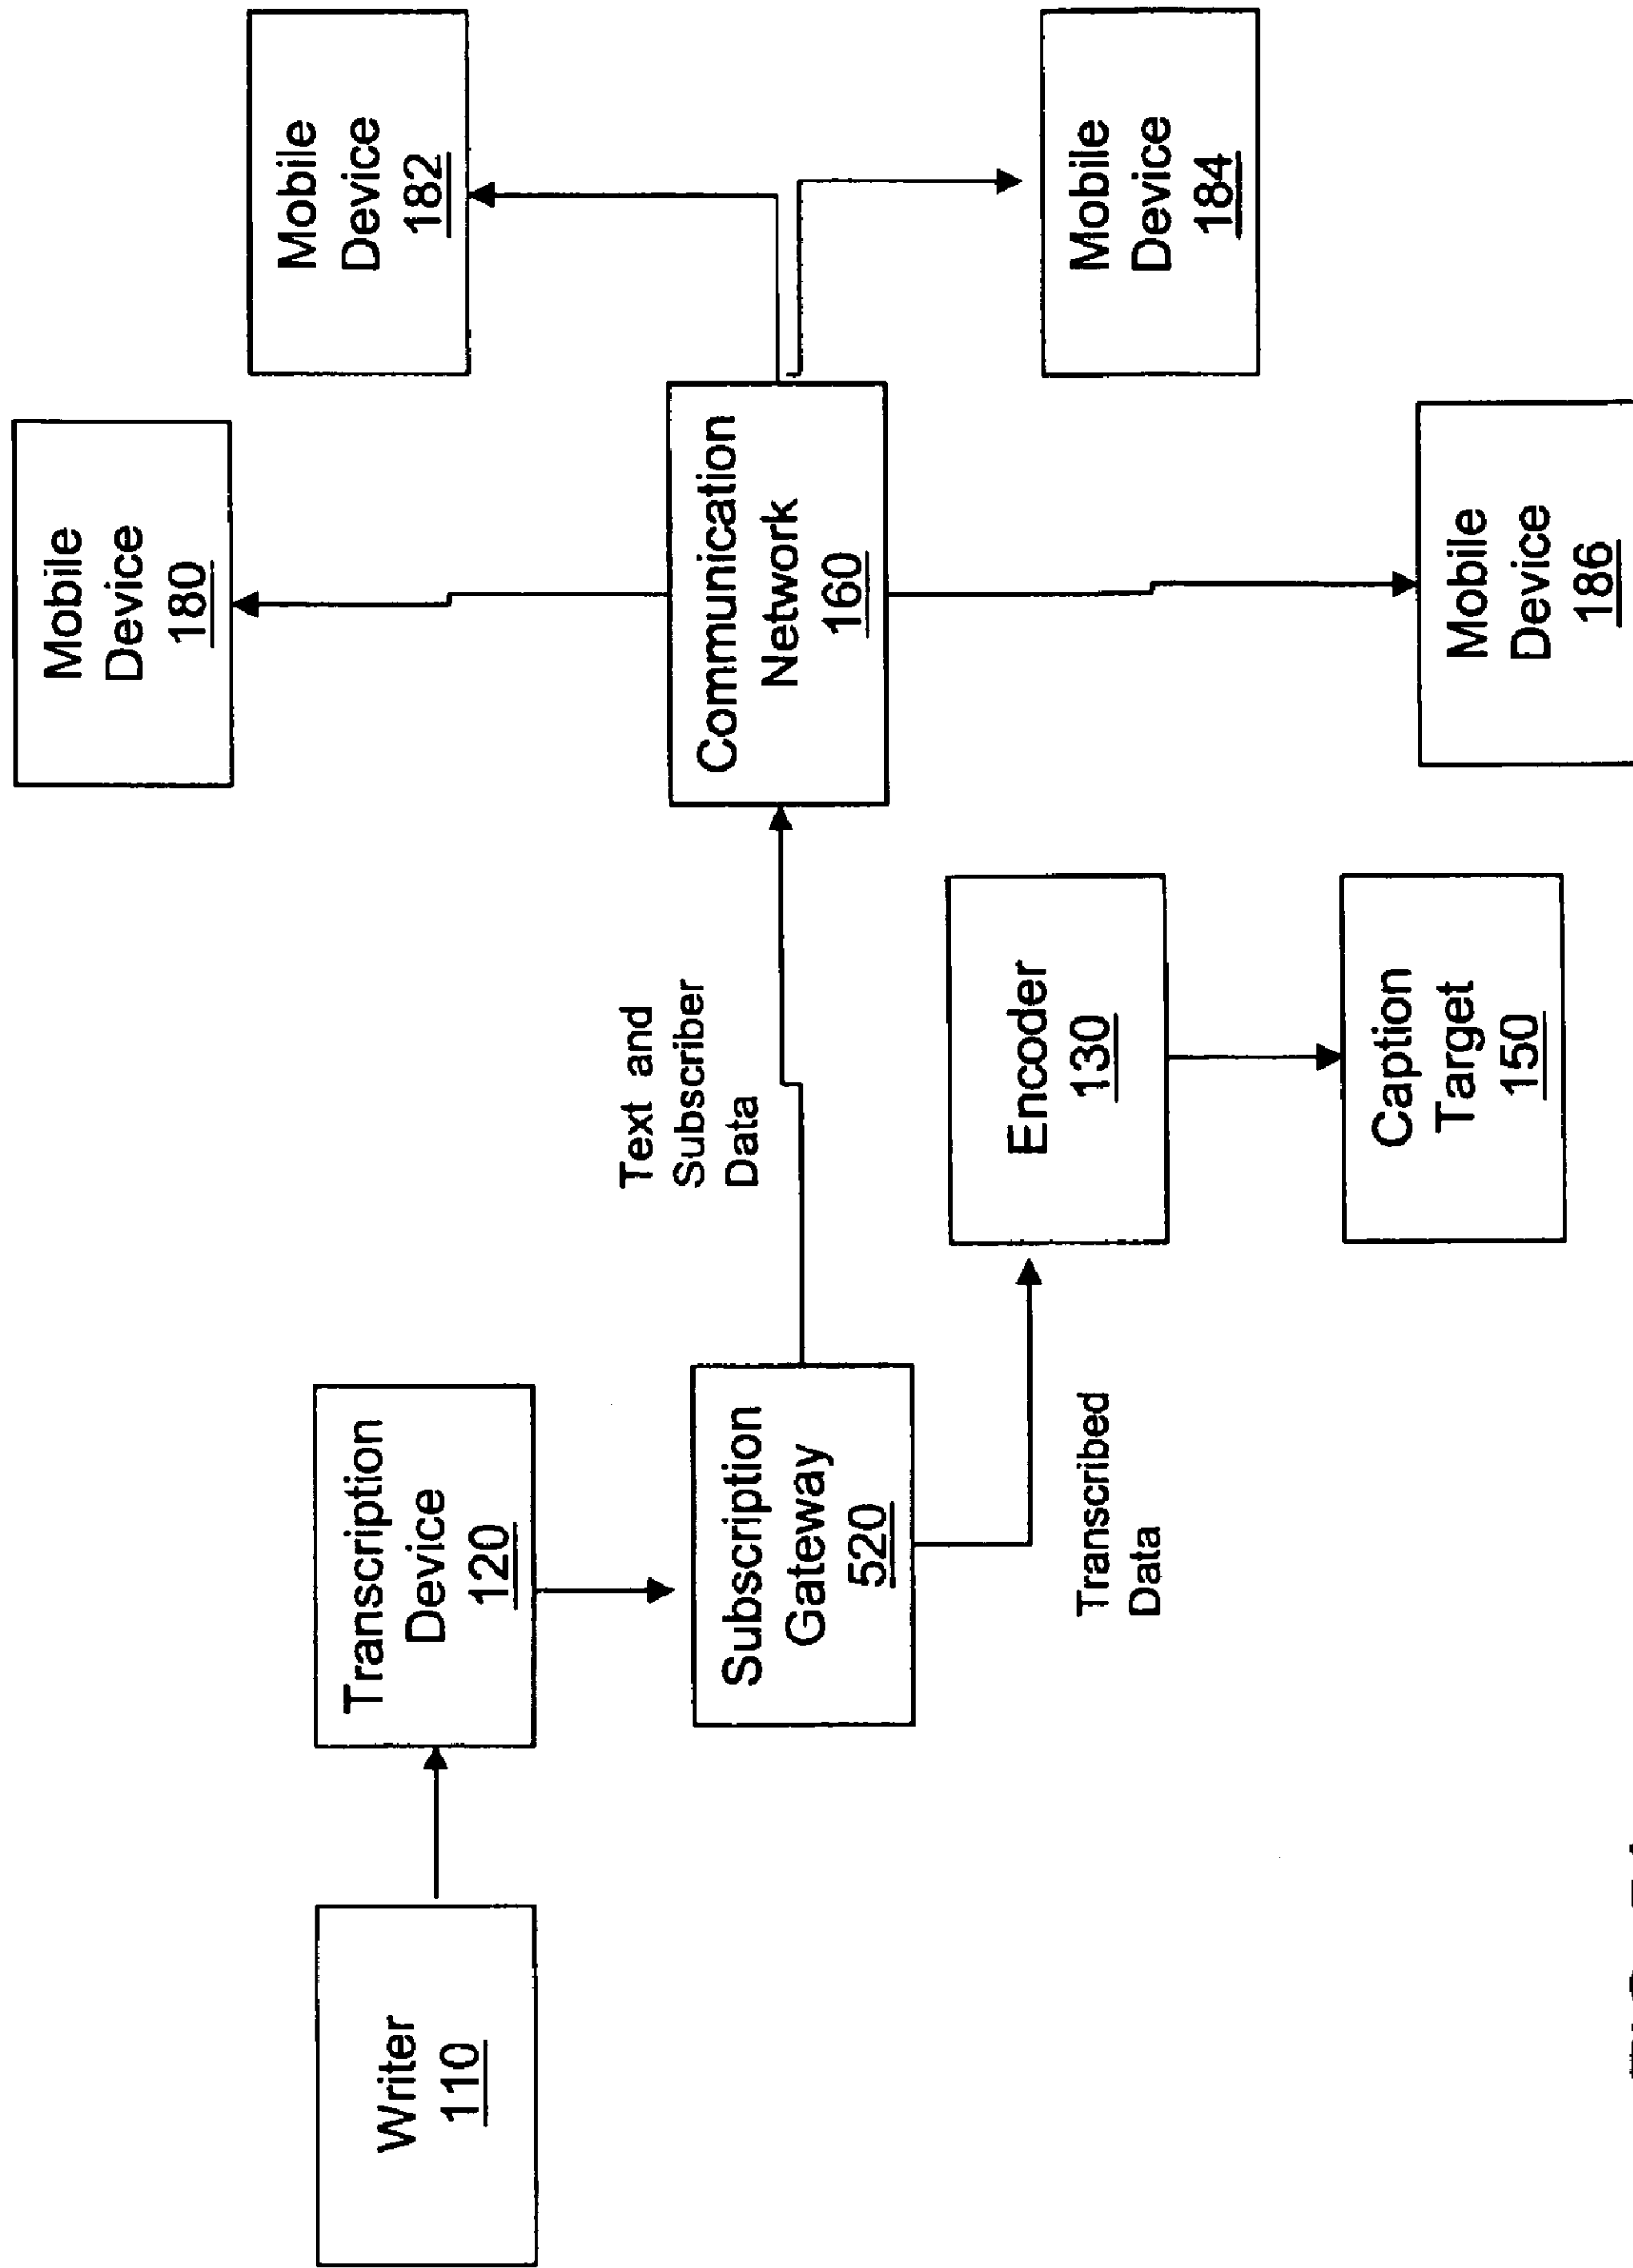 Mobile
Device
180
Mobile
Device
182
Writer
110
Transcription
Device
120
Text and
Subscriber
Data
Subscription
Gateway
520
Communication
Network
160
Transcribed
Data
Encoder
130
Mobile
Device
184
Caption
Target
150
Mobile
Device
186